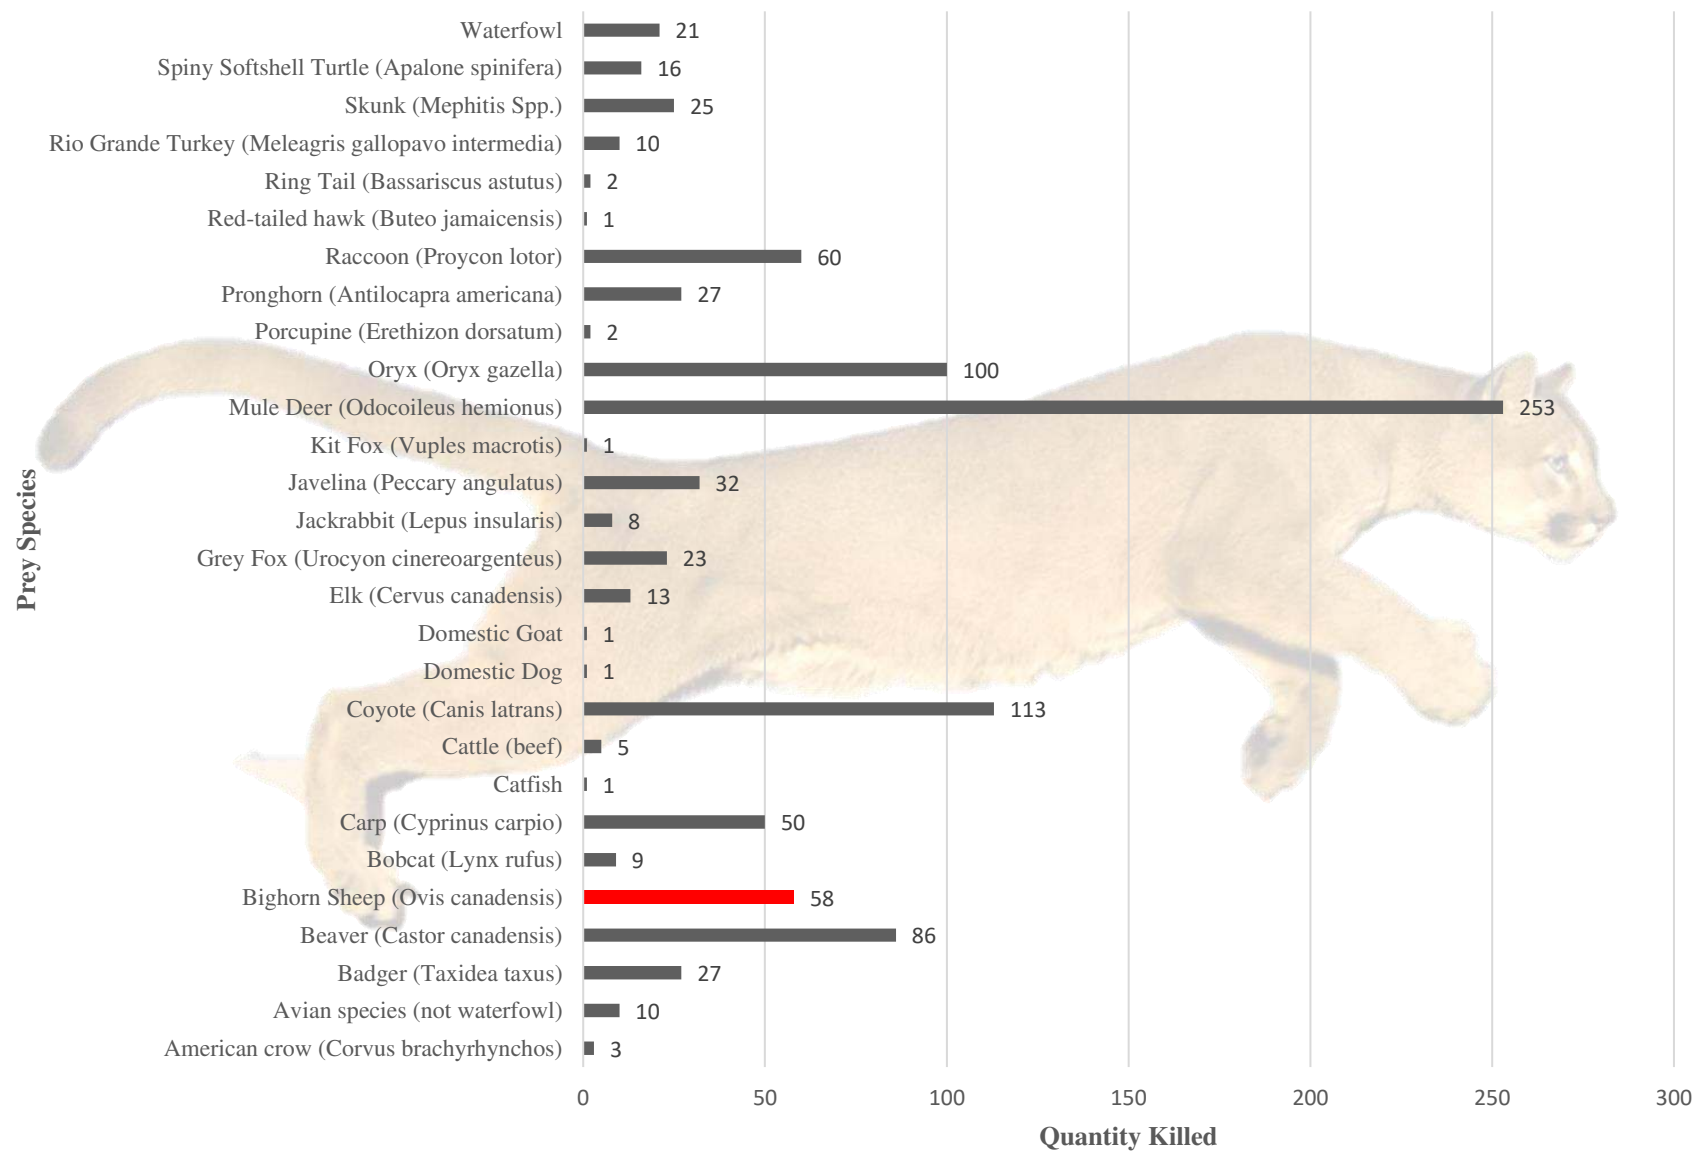 Waterfowl 21
Spiny Softshell Turtle (Apalone spinifera) 16
Skunk (Mephitis Spp.) 25
Rio Grande Turkey (Meleagris gallopavo intermedia) 10
Ring Tail (Bassariscus astutus) 2
Red-tailed hawk (Buteo jamaicensis) 1
Raccoon (Proycon lotor) 60
Pronghorn (Antilocapra americana) 27
Porcupine (Erethizon dorsatum) 2
Oryx (Oryx gazella) 100
Mule Deer (Odocoileus hemionus) 253
Kit Fox (Vuples macrotis) 1
Javelina (Peccary angulatus) 32
Jackrabbit (Lepus insularis) 8
Grey Fox (Urocyon cinereoargenteus) 23
Elk (Cervus canadensis) 13
Domestic Goat 1
Domestic Dog 1
Coyote (Canis latrans) 113
Cattle (beef) 5
Catfish 1
Carp (Cyprinus carpio) 50
Bobcat (Lynx rufus) 9
Bighorn Sheep (Ovis canadensis) 58
Beaver (Castor canadensis) 86
Badger (Taxidea taxus) 27
Avian species (not waterfowl) 10
American crow (Corvus brachyrhynchos) 3
0 50 100 150 200 250 300
Quantity Killed
Prey Species